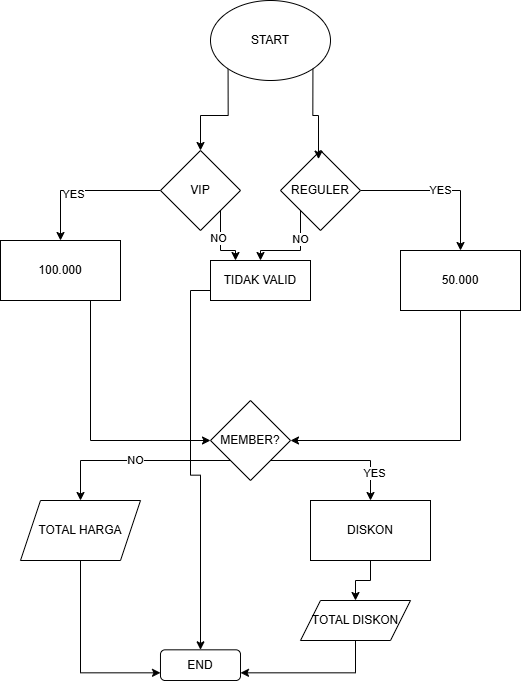 START
VIP
REGULER
YES
YES
NO
NO
100.000
TIDAK VALID
50.000
MEMBER?
NO
YES
TOTAL HARGA
DISKON
TOTAL DISKON
END